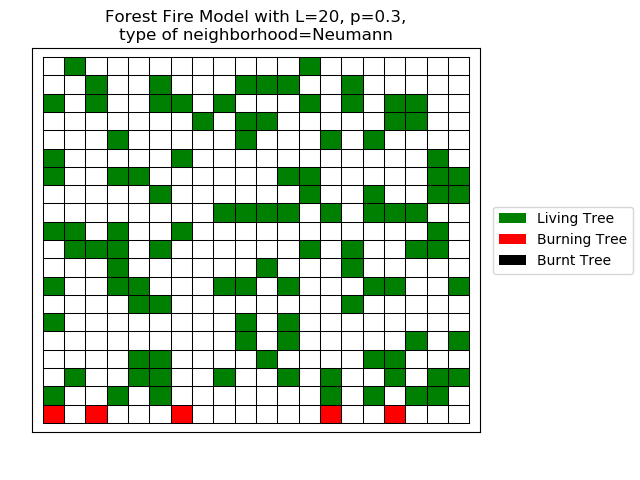 Forest Fire Model with L=20, p=0.3,
type of neighborhood=Neumann
Living Tree
Burning Tree
Burnt Tree